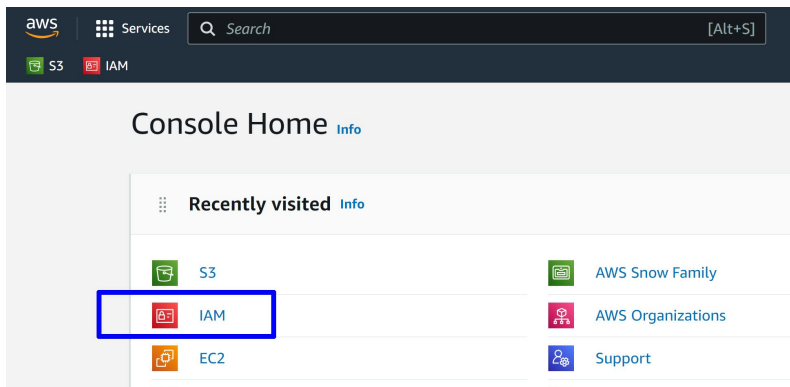 aws Services Search [Alt+S]
S3 IAM
Console Home Info
Recently visited Info
S3 AWS Snow Family
IAM AWS Organizations
EC2 Support